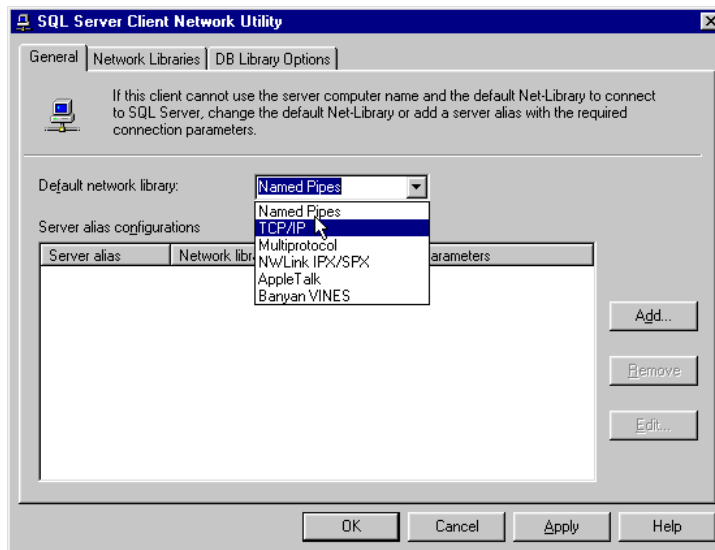 SQL Server Client Network Utility
General Network Libraries DB Library Options
If this client cannot use the server computer name and the default Net-Library to connect
to SQL Server, change the default Net-Library or add a server alias with the required
connection parameters.
Default network library: Named Pipes
Named Pipes
TCP/IP
Multiprotocol
NWLink IPX/SPX
AppleTalk
Banyan VINES
Server alias configurations
Server alias Network libr arameters
Add...
Remove
Edit...
OK Cancel Apply Help